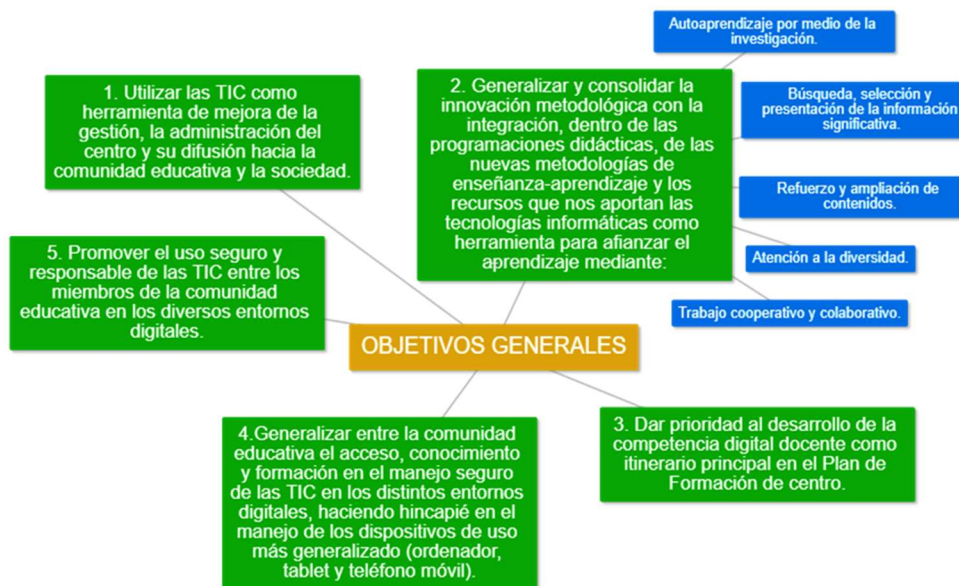 1. Utilizar las TIC como
herramienta de mejora de la
gestión, la administración del
centro y su difusión hacia la
comunidad educativa y la sociedad.
2. Generalizar y consolidar la
innovación metodológica con la
integración, dentro de las
programaciones didácticas, de las
nuevas metodologías de
enseñanza-aprendizaje y los
recursos que nos aportan las
tecnologías informáticas como
herramienta para afianzar el
aprendizaje mediante:
Autoaprendizaje por medio de la
investigación.
Búsqueda, selección y
presentación de la información
significativa.
Refuerzo y ampliación de
contenidos.
Atención a la diversidad.
Trabajo cooperativo y colaborativo.
5. Promover el uso seguro y
responsable de las TIC entre los
miembros de la comunidad
educativa en los diversos entornos
digitales.
OBJETIVOS GENERALES
4.Generalizar entre la comunidad
educativa el acceso, conocimiento
y formación en el manejo seguro
de las TIC en los distintos entornos
digitales, haciendo hincapié en el
manejo de los dispositivos de uso
más generalizado (ordenador,
tablet y teléfono móvil).
3. Dar prioridad al desarrollo de la
competencia digital docente como
itinerario principal en el Plan de
Formación de centro.